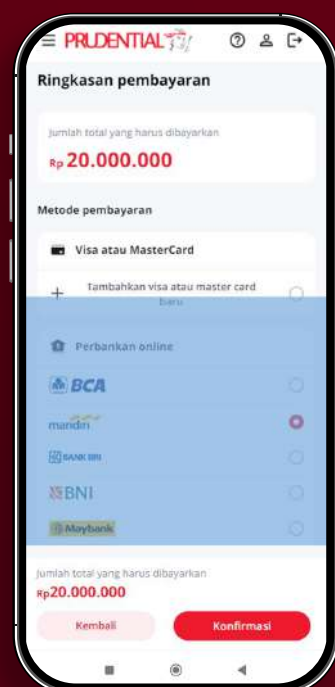 PRUDENTIAL
Ringkasan pembayaran
Jumlah total yang harus dibayarkan
Rp 20.000.000
Metode pembayaran
Visa atau MasterCard
Tambahkan visa atau master card
baru
Perbankan online
BCA
mandiri
BANK BRI
BNI
Maybank
Jumlah total yang harus dibayarkan
Rp20.000.000
Kembali
Konfirmasi